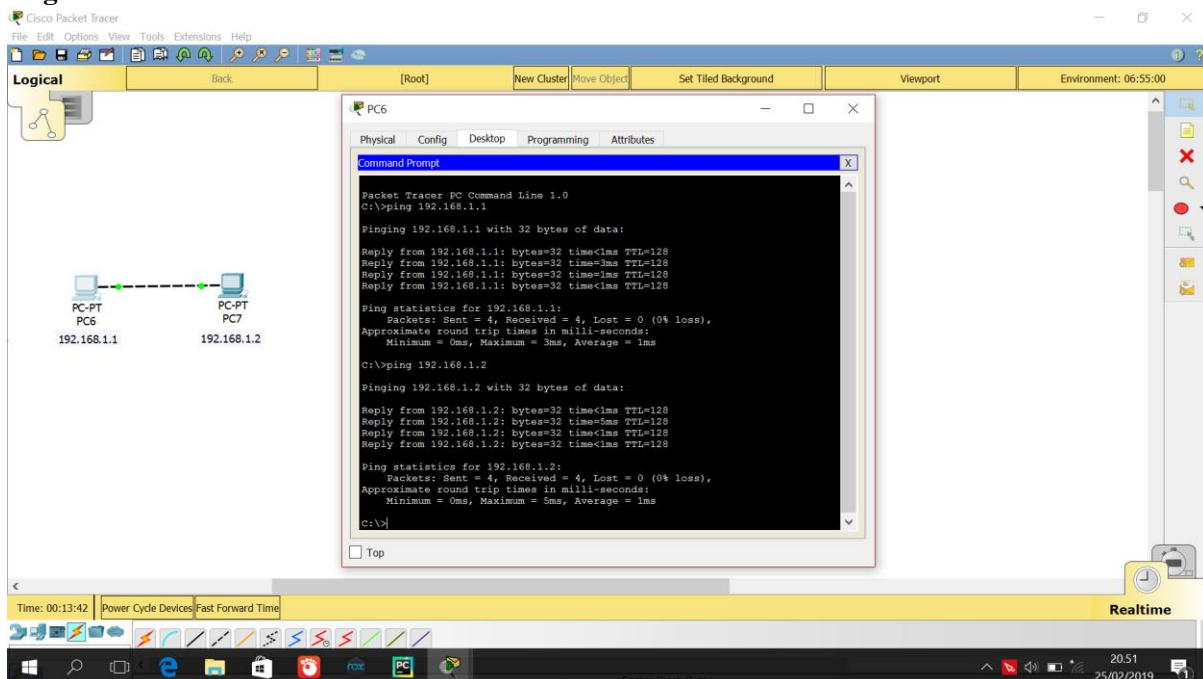 Cisco Packet Tracer
File Edit Options View Tools Extensions Help
Logical Back [Root] New Cluster Move Object Set Tiled Background Viewport Environment: 06:55:00
PC6
Physical Config Desktop Programming Attributes
Command Prompt X
Packet Tracer PC Command Line 1.0
C:\>ping 192.168.1.1
Pinging 192.168.1.1 with 32 bytes of data:
Reply from 192.168.1.1: bytes=32 time<1ms TTL=128
Reply from 192.168.1.1: bytes=32 time=3ms TTL=128
Reply from 192.168.1.1: bytes=32 time=1ms TTL=128
Reply from 192.168.1.1: bytes=32 time<1ms TTL=128
Ping statistics for 192.168.1.1:
Packets: Sent = 4, Received = 4, Lost = 0 (0% loss),
Approximate round trip times in milli-seconds:
Minimum = 0ms, Maximum = 3ms, Average = 1ms
C:\>ping 192.168.1.2
Pinging 192.168.1.2 with 32 bytes of data:
Reply from 192.168.1.2: bytes=32 time<1ms TTL=128
Reply from 192.168.1.2: bytes=32 time=5ms TTL=128
Reply from 192.168.1.2: bytes=32 time<1ms TTL=128
Reply from 192.168.1.2: bytes=32 time<1ms TTL=128
Ping statistics for 192.168.1.2:
Packets: Sent = 4, Received = 4, Lost = 0 (0% loss),
Approximate round trip times in milli-seconds:
Minimum = 0ms, Maximum = 5ms, Average = 1ms
C:\>
Top
PC-PT
PC6
192.168.1.1
PC-PT
PC7
192.168.1.2
Time: 00:13:42 Power Cycle Devices Fast Forward Time Realtime
nox PC
20.51
25/02/2019